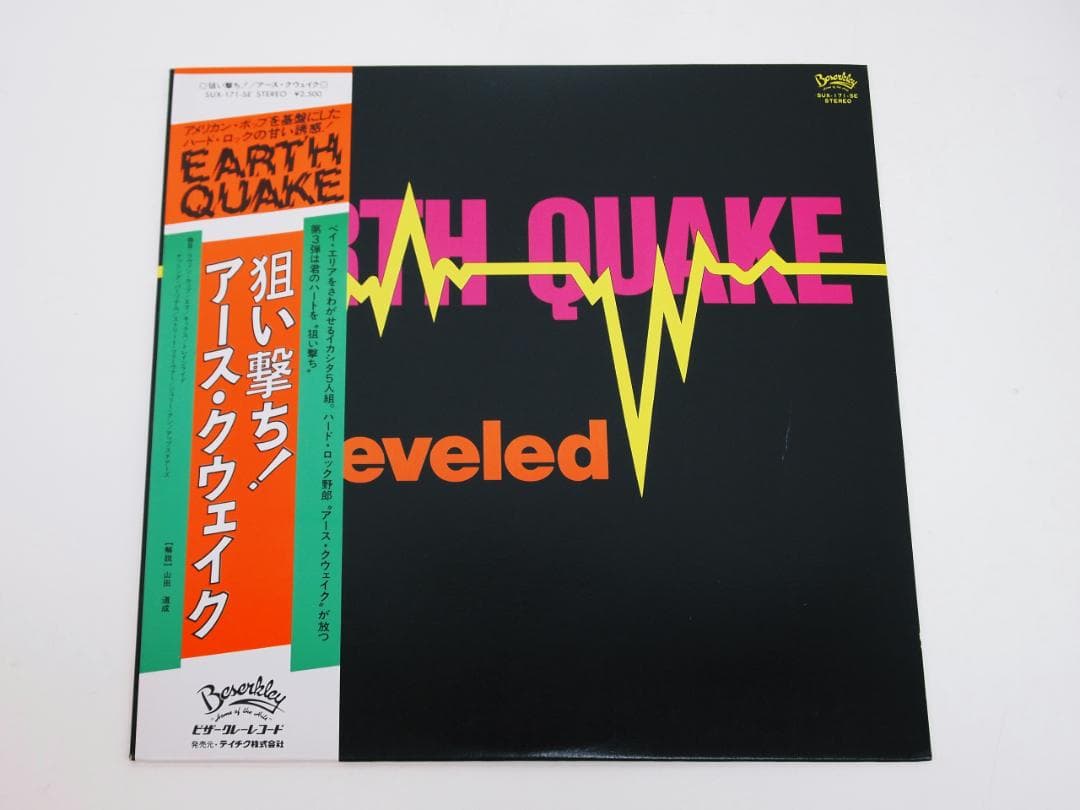 ○狙い撃ち!/アース・クウェイク○
SUX-171-SE STEREO ¥2,500
アメリカン・ポップを基盤にした
ハード・ロックの甘い誘惑!
EARTH
QUAKE
ベイ・エリアをさわがせるイカシタ5人組。ハード・ロック野郎“アース・クウェイク”が放つ
第3弾は君のハートを“狙い撃ち”
狙い撃ち!
アース・クウェイク
[解説] 山田 道成
Beserkley
-home of the hits-
ビザークレーレコード
発売元・テイチク株式会社
Beserkley
SUX-171-SE
STEREO
RTH QUAKE
eveled